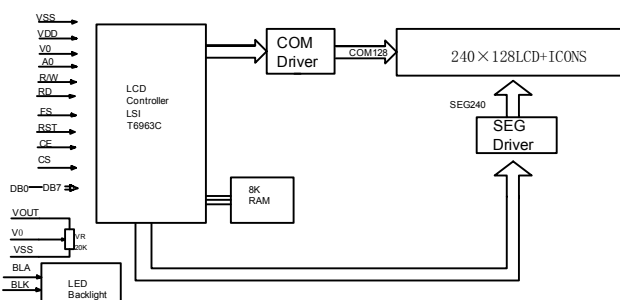 VSS
VDD
V0
A0
R/W
RD
FS
RST
CE
CS
DB0 DB7
LCD
Controller
LSI
T6963C
COM
Driver
COM128
240×128LCD+ICONS
SEG240
SEG
Driver
8K
RAM
VOUT
V0
VSS
VR
20K
BLA
BLK
LED
Backlight